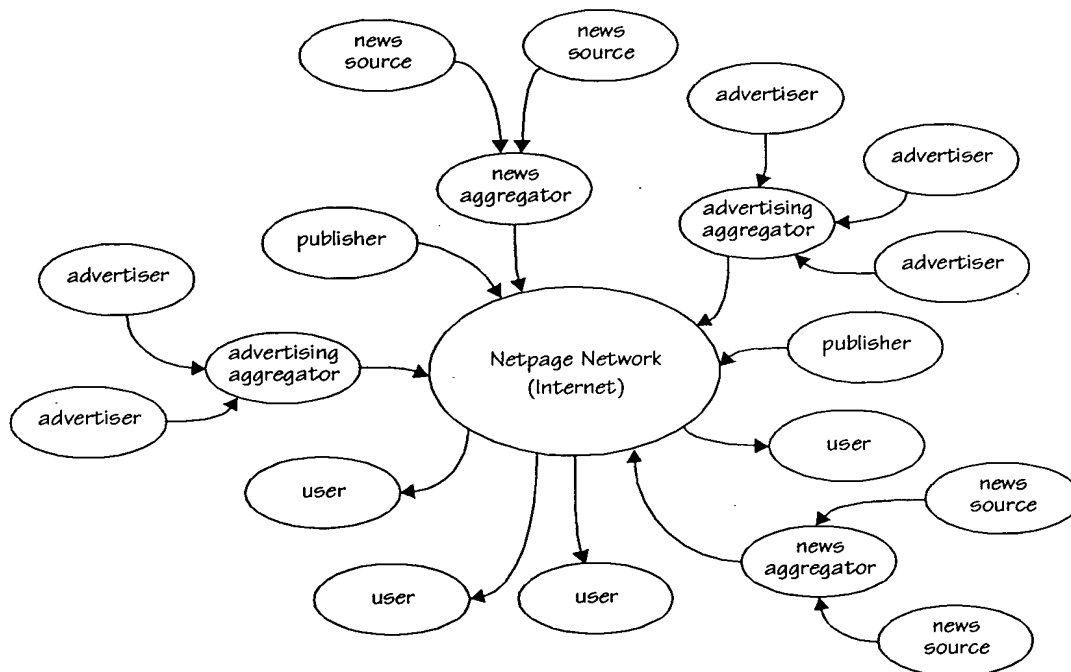 news
source
news
source
advertiser
advertiser
news
aggregator
advertising
aggregator
publisher
advertiser
advertiser
publisher
advertising
aggregator
Netpage Network
(Internet)
advertiser
user
user
news
source
news
aggregator
user
user
news
source